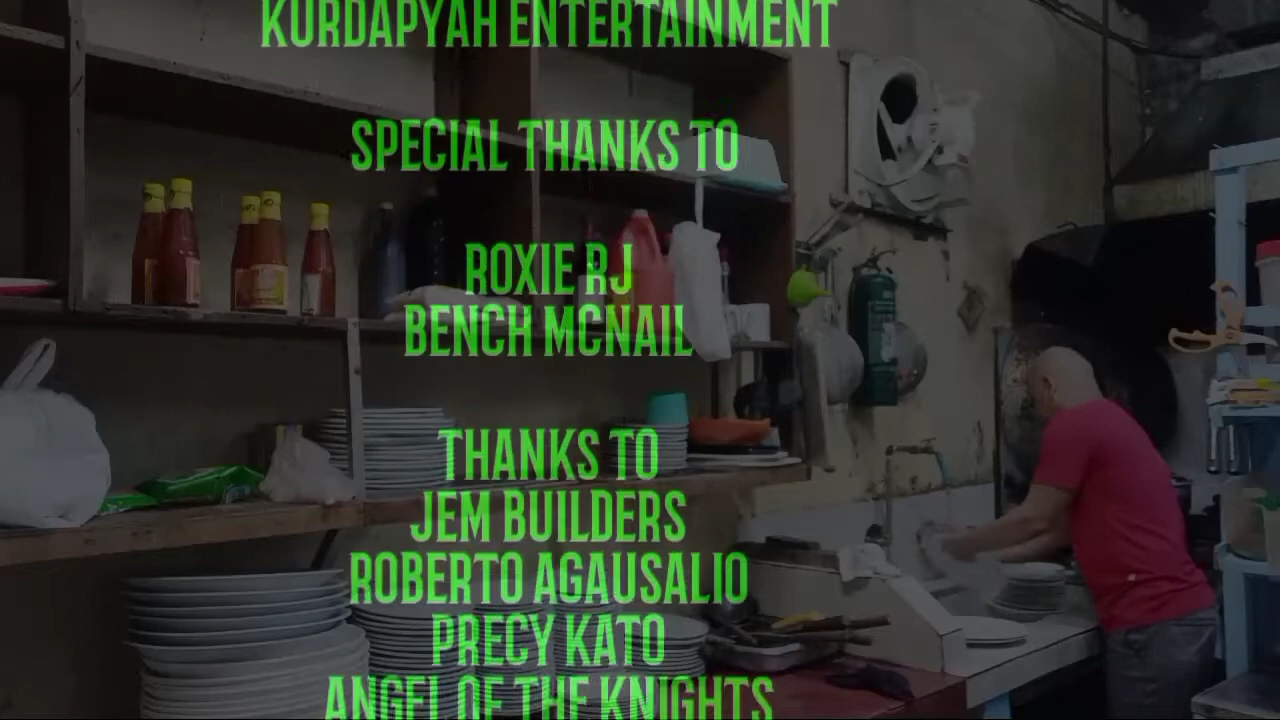 KURDAPYAH ENTERTAINMENT
SPECIAL THANKS TO
ROXIE RJ
BENCH MCNAIL
THANKS TO
JEM BUILDERS
ROBERTO AGAUSALIO
PRECY KATO
ANGEL OF THE KNIGHTS